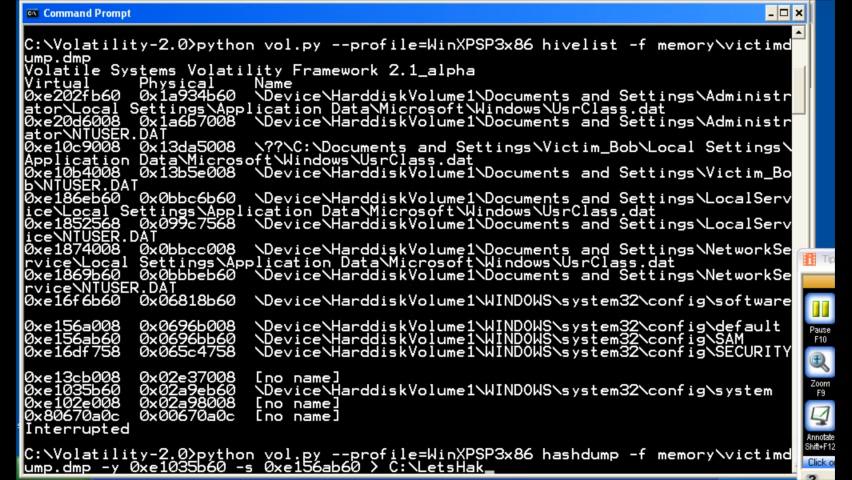 Command Prompt
C:\Volatility-2.0>python vol.py --profile=WinXPSP3x86 hivelist -f memory\victimd
ump.dmp
Volatile Systems Volatility Framework 2.1_alpha
Virtual    Physical   Name
0xe202fb60 0x1a934b60 \Device\HarddiskVolume1\Documents and Settings\Administr
ator\Local Settings\Application Data\Microsoft\Windows\UsrClass.dat
0xe20d6008 0x1a6b7008 \Device\HarddiskVolume1\Documents and Settings\Administr
ator\NTUSER.DAT
0xe10c9008 0x13da5008 \??\C:\Documents and Settings\Victim_Bob\Local Settings\
Application Data\Microsoft\Windows\UsrClass.dat
0xe10b4008 0x13b5e008 \Device\HarddiskVolume1\Documents and Settings\Victim_Bo
b\NTUSER.DAT
0xe186eb60 0x0bbc6b60 \Device\HarddiskVolume1\Documents and Settings\LocalServ
ice\Local Settings\Application Data\Microsoft\Windows\UsrClass.dat
0xe1852568 0x099c7568 \Device\HarddiskVolume1\Documents and Settings\LocalServ
ice\NTUSER.DAT
0xe1874008 0x0bbcc008 \Device\HarddiskVolume1\Documents and Settings\NetworkSe
rvice\Local Settings\Application Data\Microsoft\Windows\UsrClass.dat
0xe1869b60 0x0bbbeb60 \Device\HarddiskVolume1\Documents and Settings\NetworkSe
rvice\NTUSER.DAT
0xe16f6b60 0x06818b60 \Device\HarddiskVolume1\WINDOWS\system32\config\software
0xe156a008 0x0696b008 \Device\HarddiskVolume1\WINDOWS\system32\config\default
0xe156ab60 0x0696bb60 \Device\HarddiskVolume1\WINDOWS\system32\config\SAM
0xe16df758 0x065c4758 \Device\HarddiskVolume1\WINDOWS\system32\config\SECURITY
0xe13cb008 0x02e37008 [no name]
0xe1035b60 0x02a9eb60 \Device\HarddiskVolume1\WINDOWS\system32\config\system
0xe102e008 0x02a98008 [no name]
0x80670a0c 0x00670a0c [no name]
Interrupted
C:\Volatility-2.0>python vol.py --profile=WinXPSP3x86 hashdump -f memory\victimd
ump.dmp -y 0xe1035b60 -s 0xe156ab60 > C:\LetsHak_
Pause
F10
Zoom
F9
Annotate
Shift+F12
Click